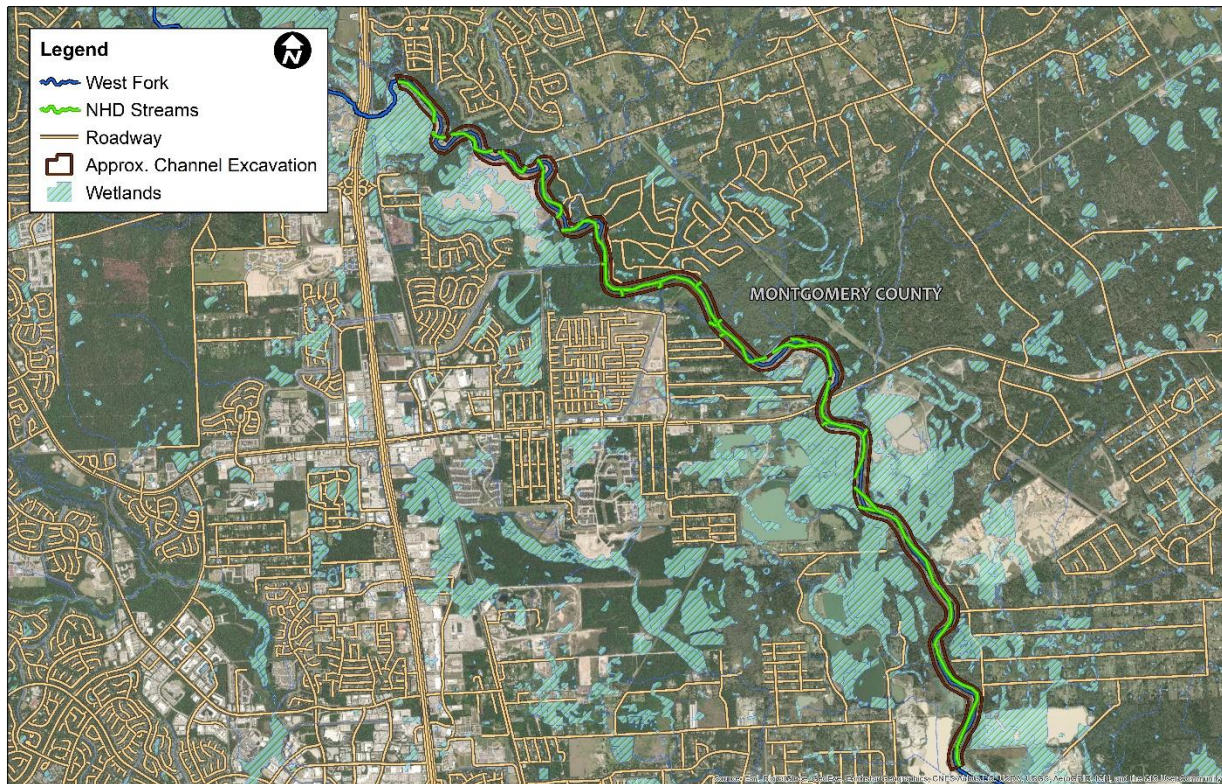 Legend
N
West Fork
NHD Streams
Roadway
Approx. Channel Excavation
Wetlands
MONTGOMERY COUNTY